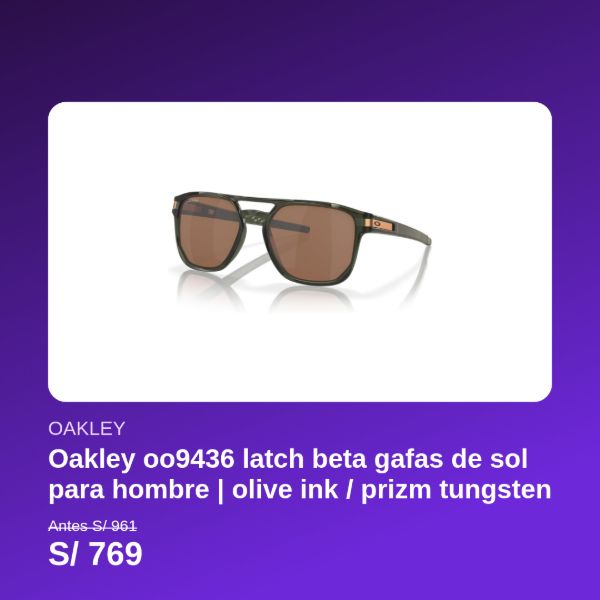 OAKLEY
Oakley oo9436 latch beta gafas de sol
para hombre | olive ink / prizm tungsten
Antes S/ 961
S/ 769